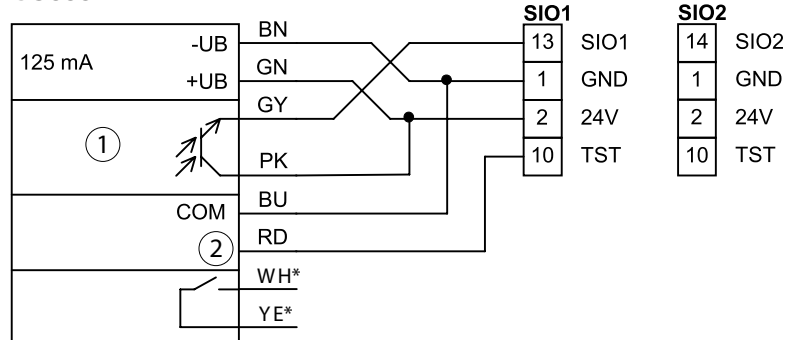 SIO1 SIO2
125 mA -UB BN 13 SIO1 14 SIO2
+UB GN 1 GND 1 GND
GY 2 24V 2 24V
1 PK 10 TST 10 TST
COM BU
2 RD
WH*
YE*